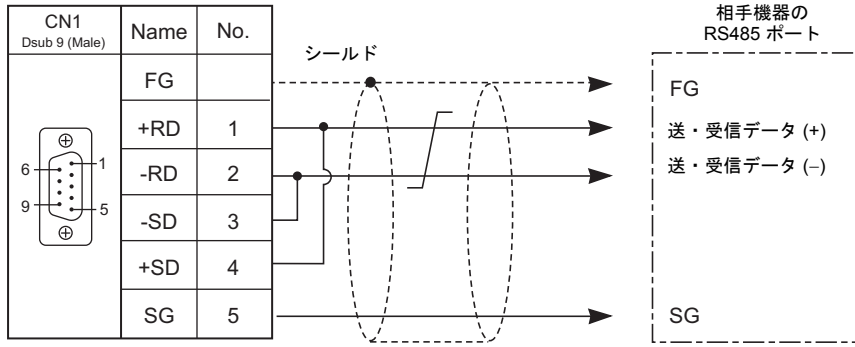 CN1
Dsub 9 (Male)
Name
No.
FG
+RD
1
-RD
2
-SD
3
+SD
4
SG
5
6
1
9
5
シールド
相手機器の
RS485 ポート
FG
送・受信データ (+)
送・受信データ (−)
SG